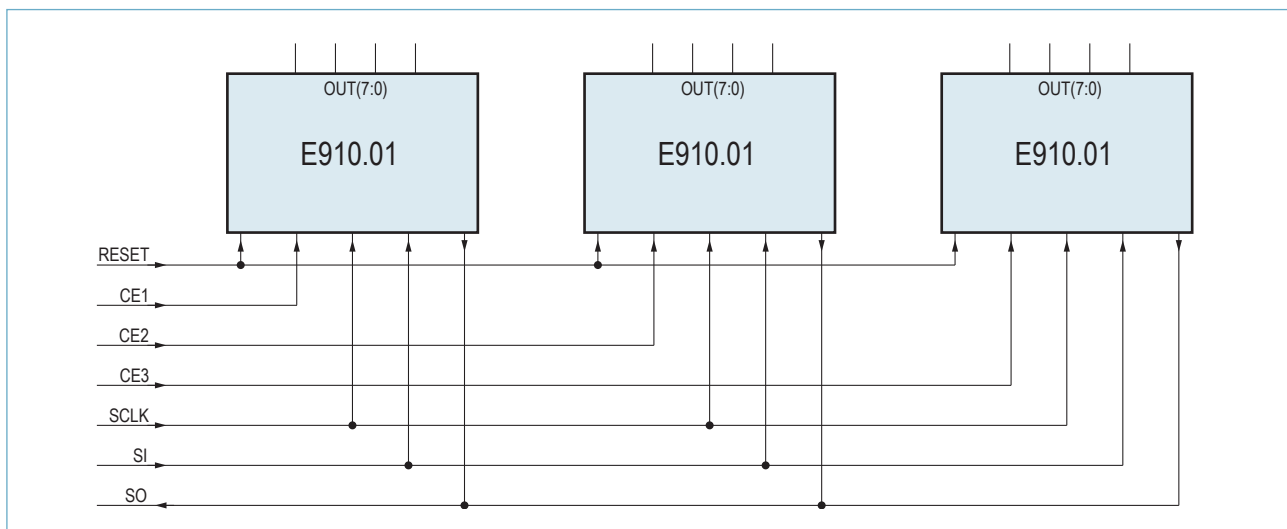 OUT(7:0) OUT(7:0) OUT(7:0)
E910.01 E910.01 E910.01
RESET
CE1
CE2
CE3
SCLK
SI
SO